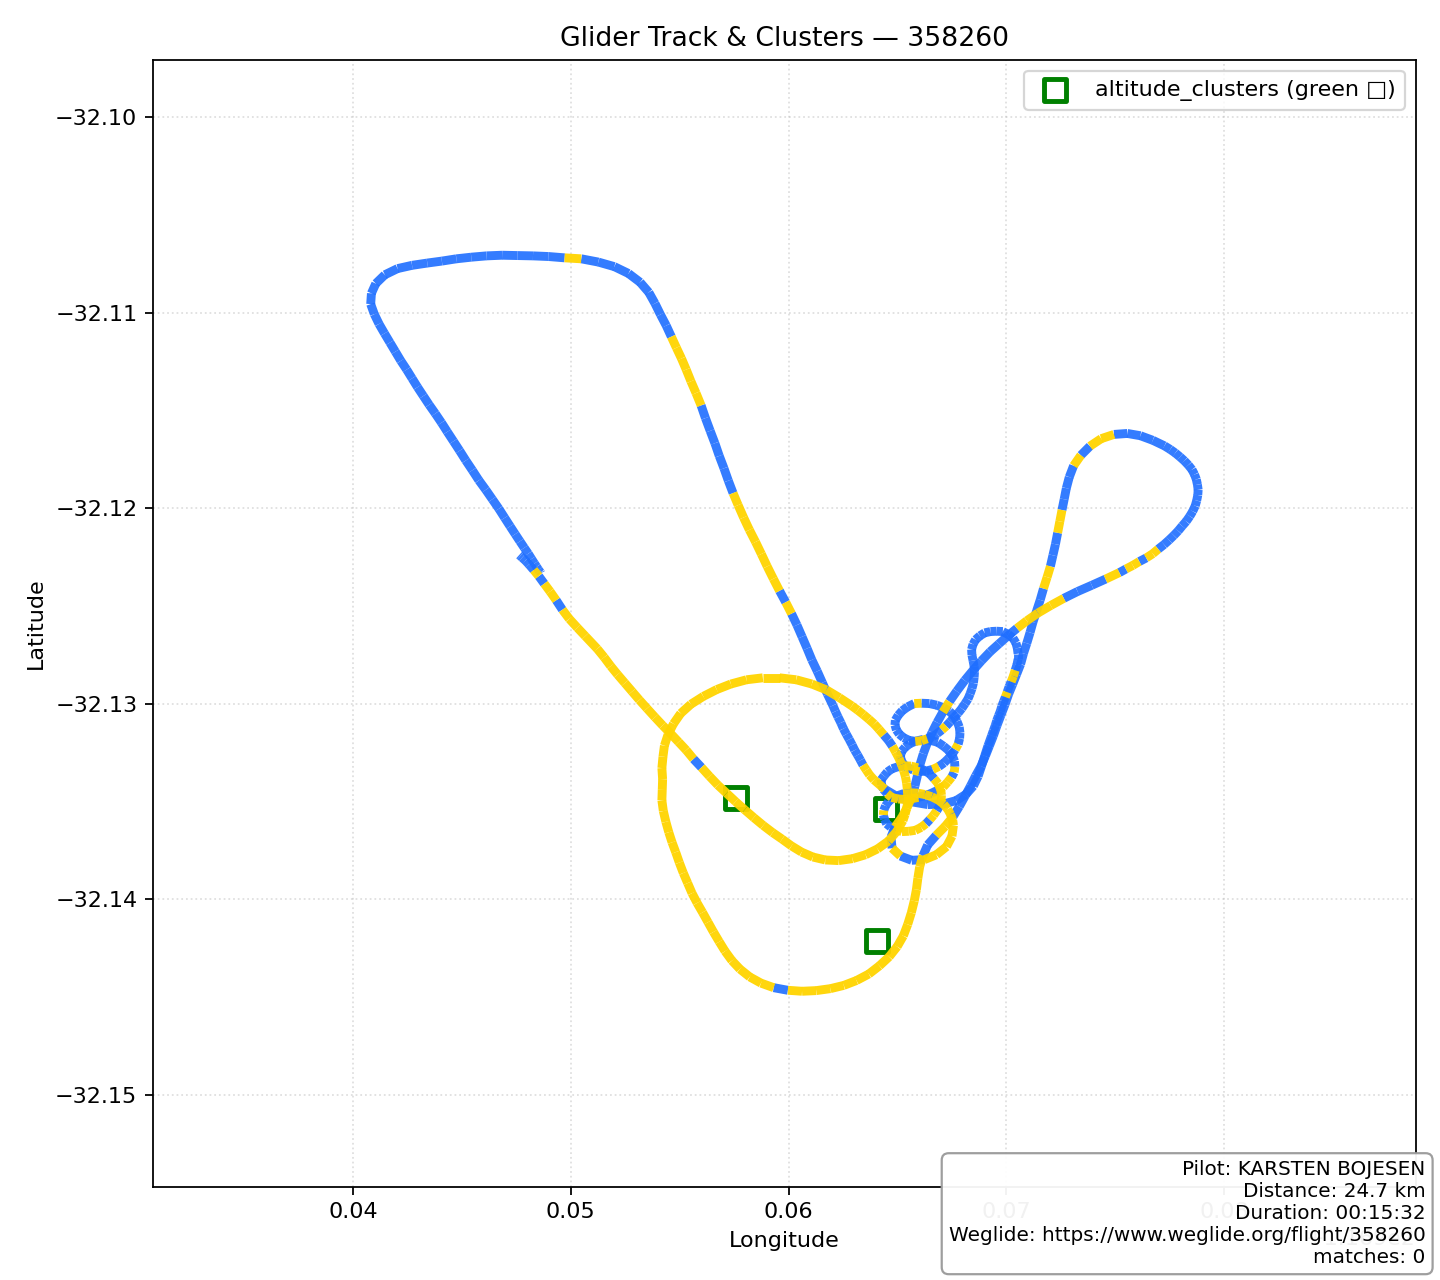 Glider Track & Clusters — 358260
altitude_clusters (green □)
−32.10
−32.11
−32.12
−32.13
−32.14
−32.15
Latitude
0.04
0.05
0.06
0.07
Longitude
Pilot: KARSTEN BOJESEN
Distance: 24.7 km
Duration: 00:15:32
Weglide: https://www.weglide.org/flight/358260
matches: 0